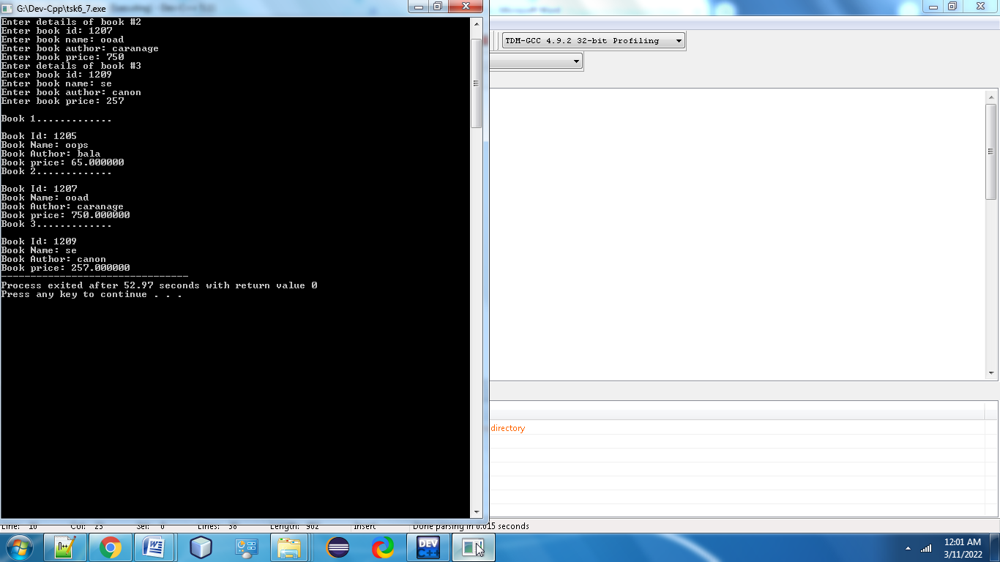 G:\Dev-Cpp\tsk6_7.exe
Enter details of book #2
Enter book id: 1207
Enter book name: ooad
Enter book author: caranage
Enter book price: 750
Enter details of book #3
Enter book id: 1209
Enter book name: se
Enter book author: canon
Enter book price: 257
Book 1.............
Book Id: 1205
Book Name: oops
Book Author: bala
Book price: 65.000000
Book 2.............
Book Id: 1207
Book Name: ooad
Book Author: caranage
Book price: 750.000000
Book 3.............
Book Id: 1209
Book Name: se
Book Author: canon
Book price: 257.000000
--------------------------------
Process exited after 52.97 seconds with return value 0
Press any key to continue . . .
TDM-GCC 4.9.2 32-bit Profiling
directory
Line: 10 Col: 23 Sel: 0 Lines: 38 Length: 902 Insert Done parsing in 0.015 seconds
N++
W
DEV
C++
12:01 AM
3/11/2022